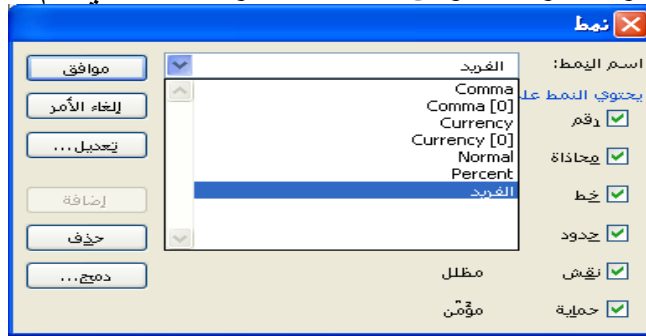 نمط
اسم النمط:
الفريد
موافق
يحتوي النمط عل
Comma
Comma [0]
Currency
Currency [0]
Normal
Percent
الفريد
إلغاء الأمر
تعديل...
إضافة
حذف
دمج...
رقم
محاذاة
خط
حدود
نقش
مظلل
حماية
مؤمّن